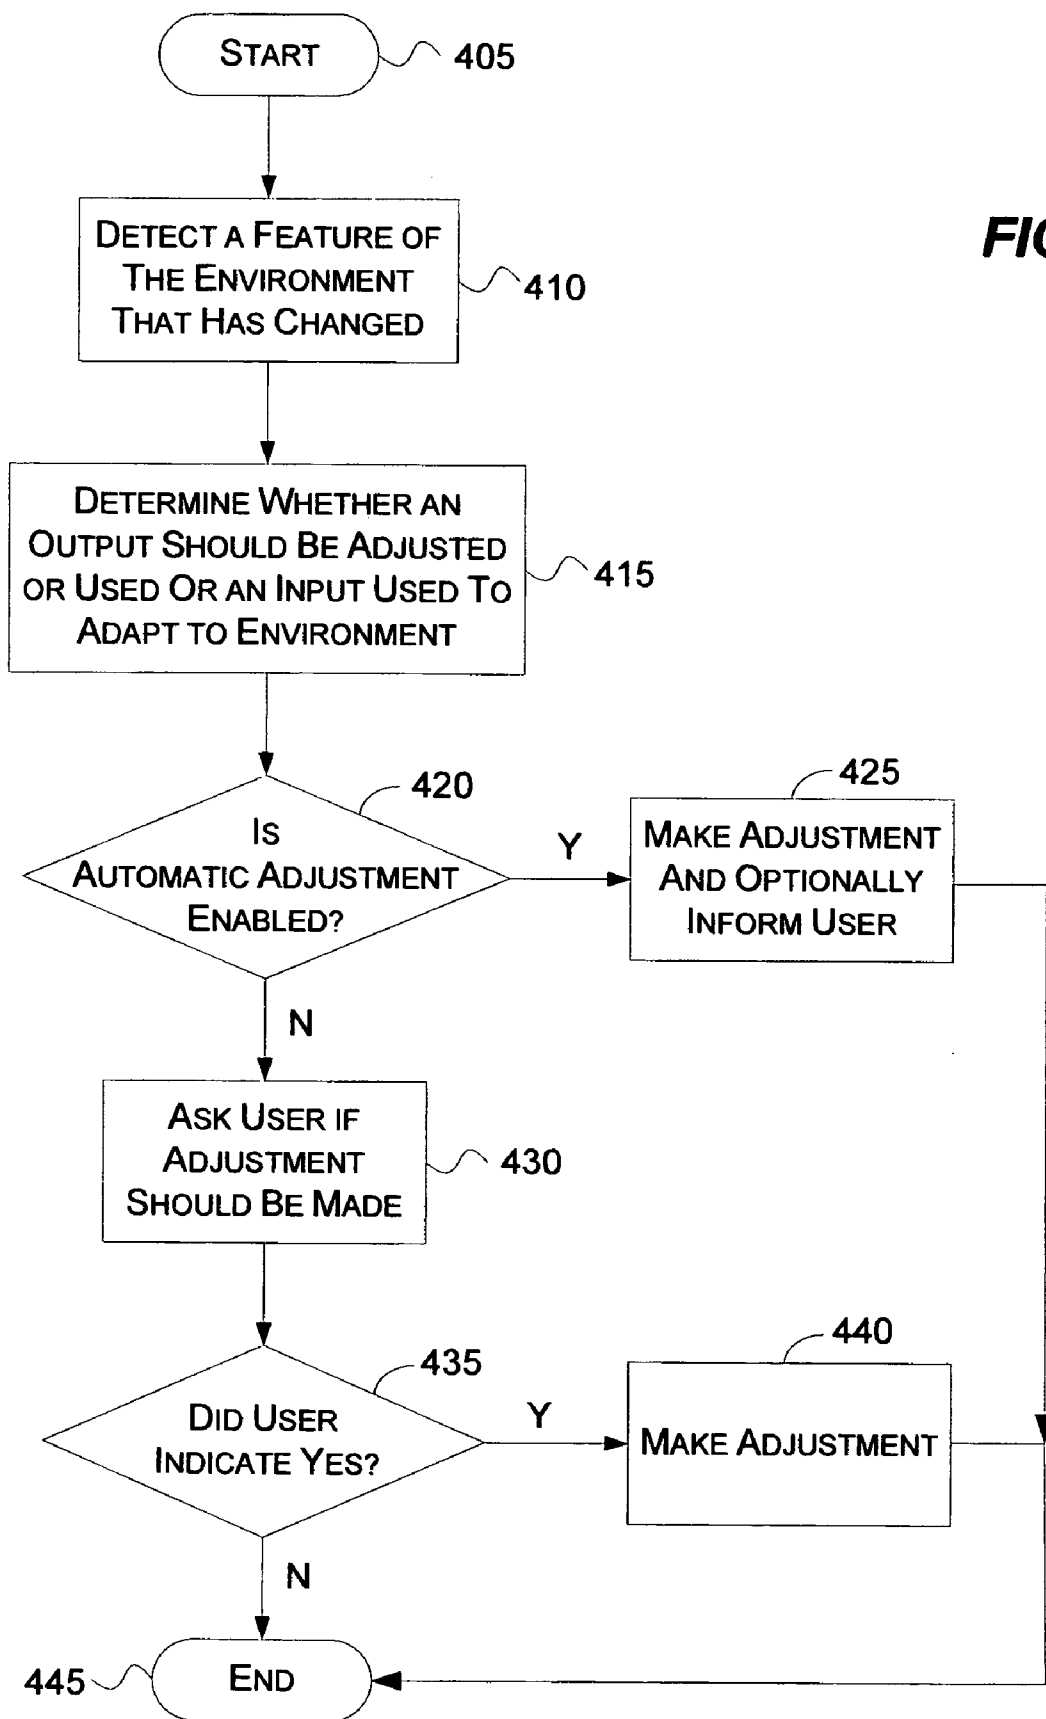 START
405
FIG
DETECT A FEATURE OF
THE ENVIRONMENT
THAT HAS CHANGED
410
DETERMINE WHETHER AN
OUTPUT SHOULD BE ADJUSTED
OR USED OR AN INPUT USED TO
ADAPT TO ENVIRONMENT
415
420
IS
AUTOMATIC ADJUSTMENT
ENABLED?
Y
425
MAKE ADJUSTMENT
AND OPTIONALLY
INFORM USER
N
ASK USER IF
ADJUSTMENT
SHOULD BE MADE
430
435
DID USER
INDICATE YES?
Y
440
MAKE ADJUSTMENT
N
445
END